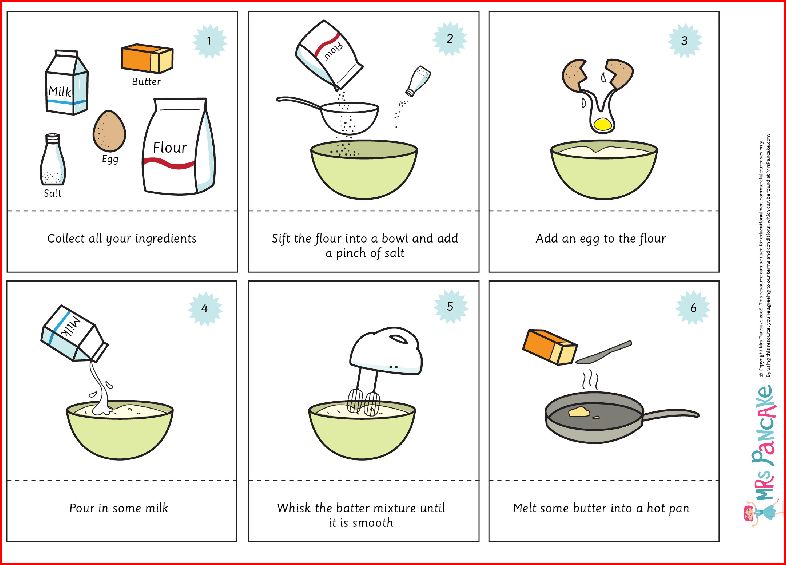 1
Milk
Butter
Egg
Flour
Salt
Collect all your ingredients
2
Flour
Sift the flour into a bowl and add
a pinch of salt
3
Add an egg to the flour
4
Milk
Pour in some milk
5
Whisk the batter mixture until
it is smooth
6
Melt some butter into a hot pan
MRs PANCAKE